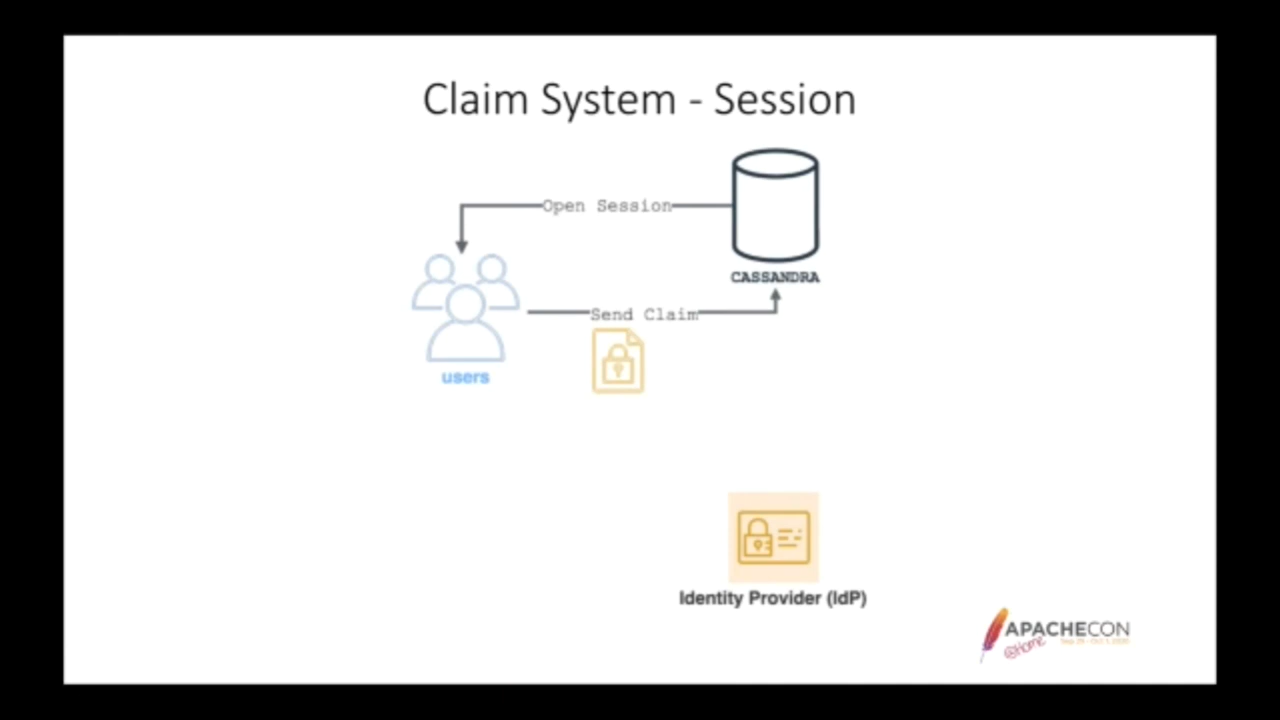 Claim System - Session
Open Session
CASSANDRA
Send Claim
users
Identity Provider (IdP)
APACHECON
@Home